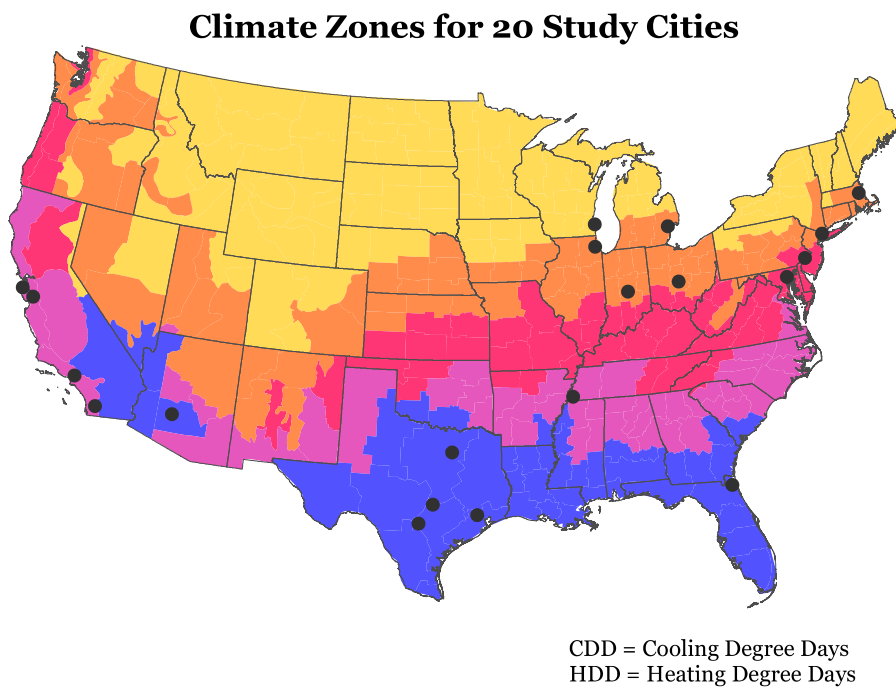 Climate Zones for 20 Study Cities
CDD = Cooling Degree Days
HDD = Heating Degree Days